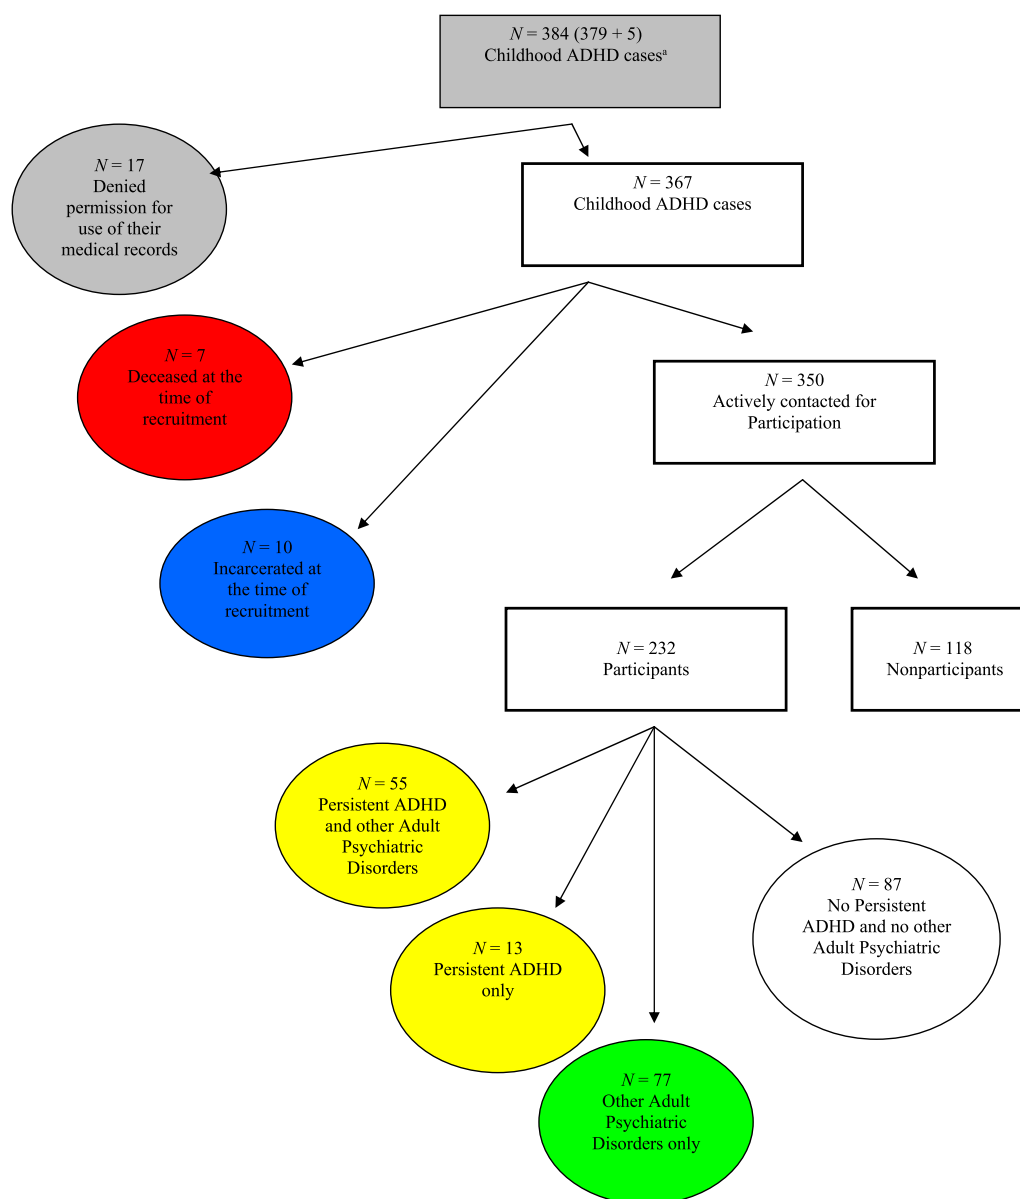 N = 384 (379 + 5)
Childhood ADHD casesᵃ
N = 17
Denied
permission for
use of their
medical records
N = 367
Childhood ADHD cases
N = 7
Deceased at the
time of
recruitment
N = 350
Actively contacted for
Participation
N = 10
Incarcerated at
the time of
recruitment
N = 232
Participants
N = 118
Nonparticipants
N = 55
Persistent ADHD
and other Adult
Psychiatric
Disorders
N = 87
No Persistent
ADHD and no other
Adult Psychiatric
Disorders
N = 13
Persistent ADHD
only
N = 77
Other Adult
Psychiatric
Disorders only